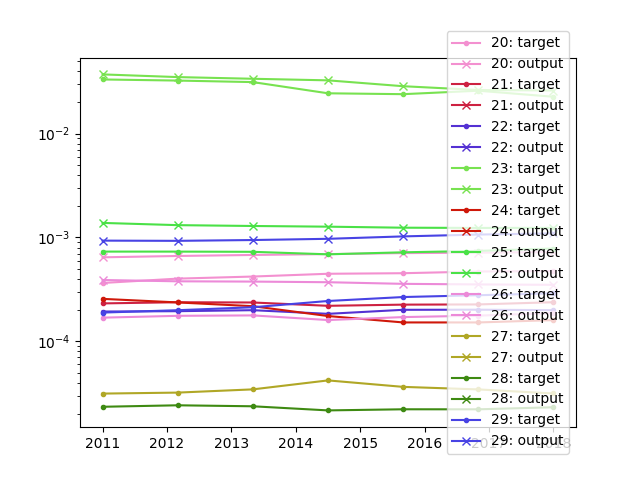 20: target
20: output
21: target
21: output
22: target
22: output
23: target
23: output
24: target
24: output
25: target
25: output
26: target
26: output
27: target
27: output
28: target
28: output
29: target
29: output
10⁻²
10⁻³
10⁻⁴
2011 2012 2013 2014 2015 2016 2017 2018